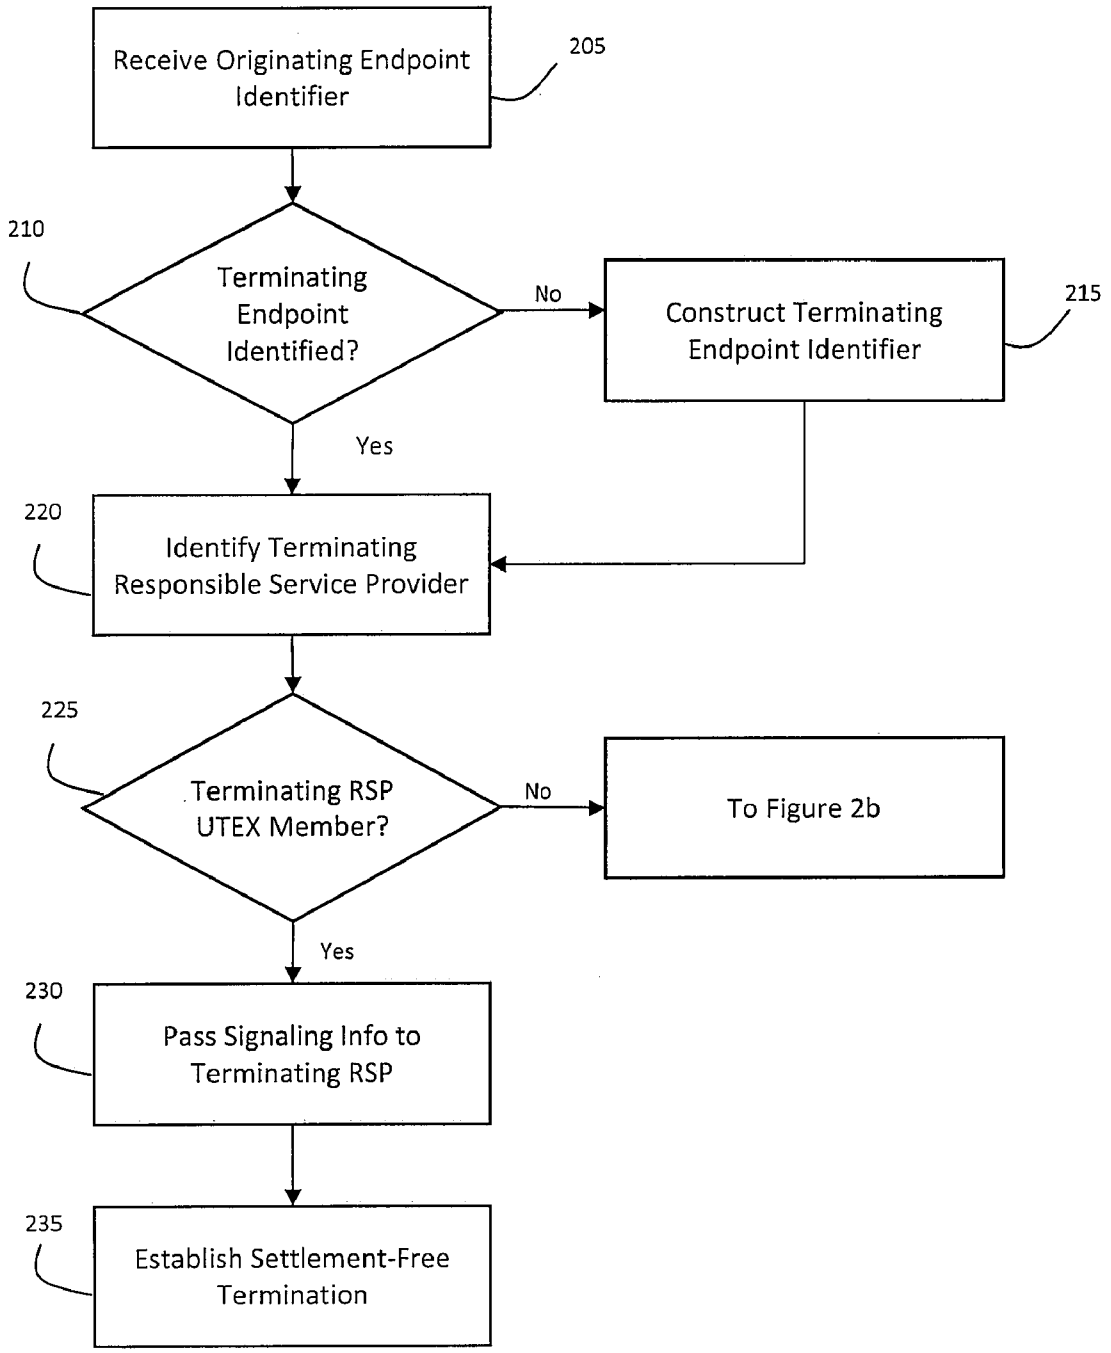 Receive Originating Endpoint
Identifier
205
210
Terminating
Endpoint
Identified?
No
Construct Terminating
Endpoint Identifier
215
Yes
220
Identify Terminating
Responsible Service Provider
225
Terminating RSP
UTEX Member?
No
To Figure 2b
Yes
230
Pass Signaling Info to
Terminating RSP
235
Establish Settlement-Free
Termination